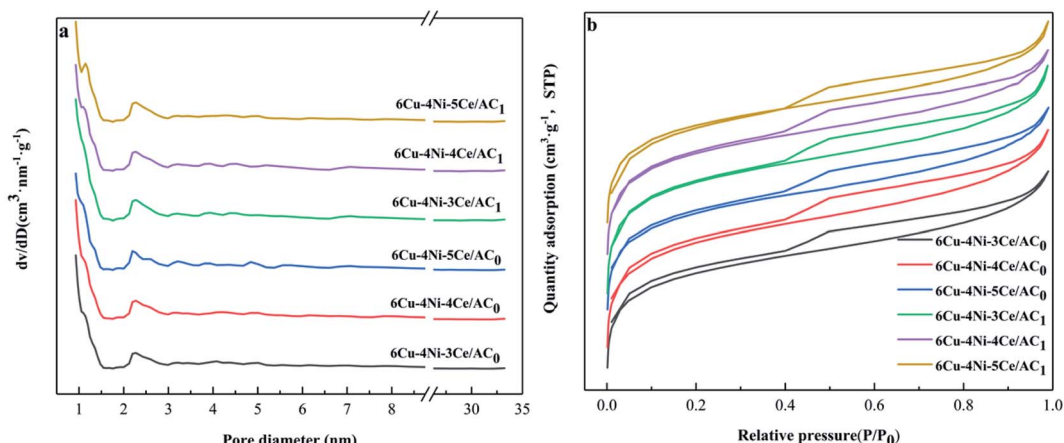 a
dv/dD(cm³·nm⁻¹·g⁻¹)
6Cu-4Ni-5Ce/AC₁
6Cu-4Ni-4Ce/AC₁
6Cu-4Ni-3Ce/AC₁
6Cu-4Ni-5Ce/AC₀
6Cu-4Ni-4Ce/AC₀
6Cu-4Ni-3Ce/AC₀
1 2 3 4 5 6 7 8 30 35
Pore diameter (nm)
b
Quantity adsorption (cm³·g⁻¹, STP)
6Cu-4Ni-3Ce/AC₀
6Cu-4Ni-4Ce/AC₀
6Cu-4Ni-5Ce/AC₀
6Cu-4Ni-3Ce/AC₁
6Cu-4Ni-4Ce/AC₁
6Cu-4Ni-5Ce/AC₁
0.0 0.2 0.4 0.6 0.8 1.0
Relative pressure(P/P₀)